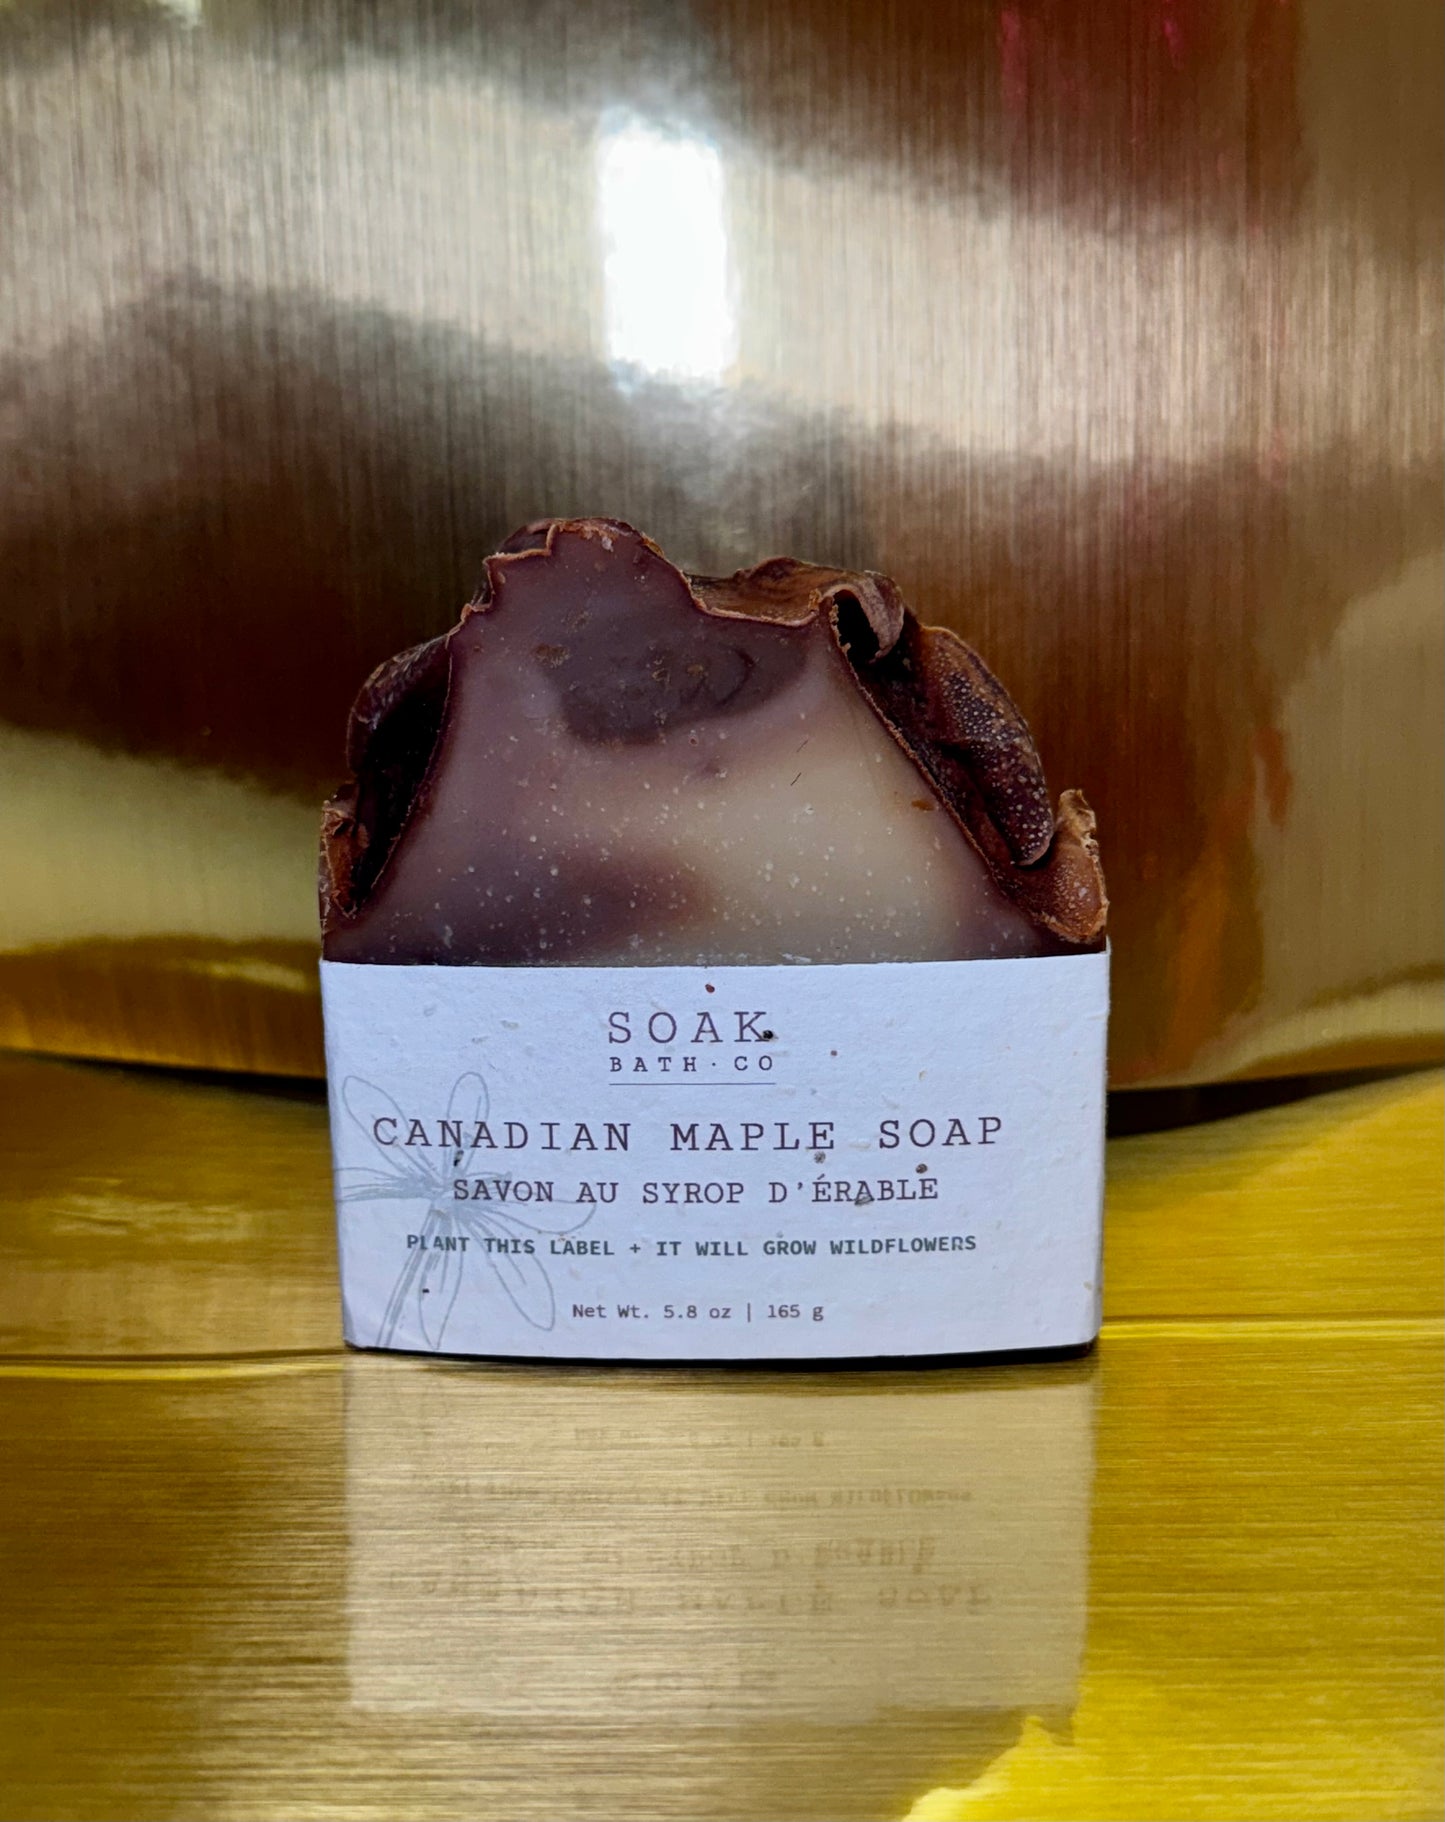 SOAK
BATH·CO
CANADIAN MAPLE SOAP
SAVON AU SYROP D'ÉRABLE
PLANT THIS LABEL + IT WILL GROW WILDFLOWERS
Net Wt. 5.8 oz | 165 g